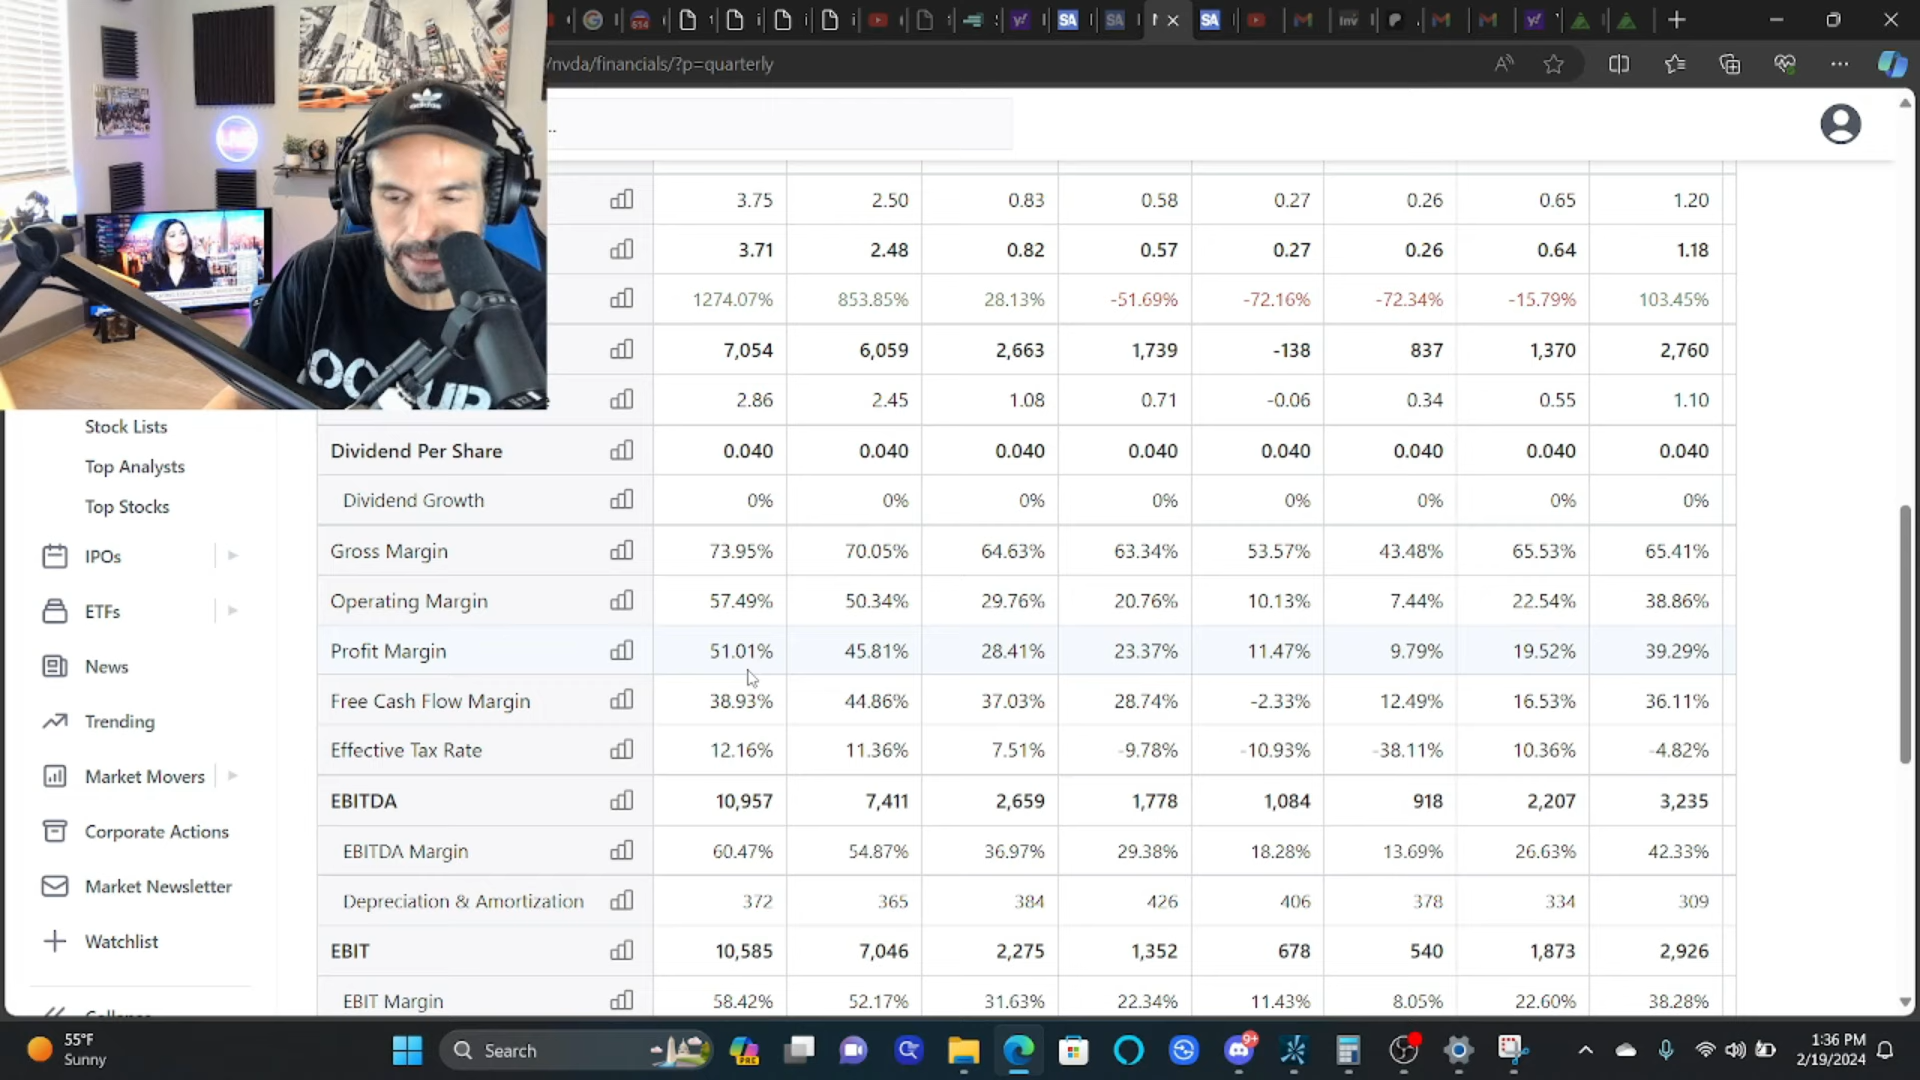 /nvda/financials/?p=quarterly
3.75 2.50 0.83 0.58 0.27 0.26 0.65 1.20
3.71 2.48 0.82 0.57 0.27 0.26 0.64 1.18
1274.07% 853.85% 28.13% -51.69% -72.16% -72.34% -15.79% 103.45%
7,054 6,059 2,663 1,739 -138 837 1,370 2,760
2.86 2.45 1.08 0.71 -0.06 0.34 0.55 1.10
Stock Lists
Top Analysts
Top Stocks
IPOs
ETFs
News
Trending
Market Movers
Corporate Actions
Market Newsletter
Watchlist
Collapse
Dividend Per Share 0.040 0.040 0.040 0.040 0.040 0.040 0.040 0.040
Dividend Growth 0% 0% 0% 0% 0% 0% 0% 0%
Gross Margin 73.95% 70.05% 64.63% 63.34% 53.57% 43.48% 65.53% 65.41%
Operating Margin 57.49% 50.34% 29.76% 20.76% 10.13% 7.44% 22.54% 38.86%
Profit Margin 51.01% 45.81% 28.41% 23.37% 11.47% 9.79% 19.52% 39.29%
Free Cash Flow Margin 38.93% 44.86% 37.03% 28.74% -2.33% 12.49% 16.53% 36.11%
Effective Tax Rate 12.16% 11.36% 7.51% -9.78% -10.93% -38.11% 10.36% -4.82%
EBITDA 10,957 7,411 2,659 1,778 1,084 918 2,207 3,235
EBITDA Margin 60.47% 54.87% 36.97% 29.38% 18.28% 13.69% 26.63% 42.33%
Depreciation & Amortization 372 365 384 426 406 378 334 309
EBIT 10,585 7,046 2,275 1,352 678 540 1,873 2,926
EBIT Margin 58.42% 52.17% 31.63% 22.34% 11.43% 8.05% 22.60% 38.28%
55°F
Sunny
Search
1:36 PM
2/19/2024